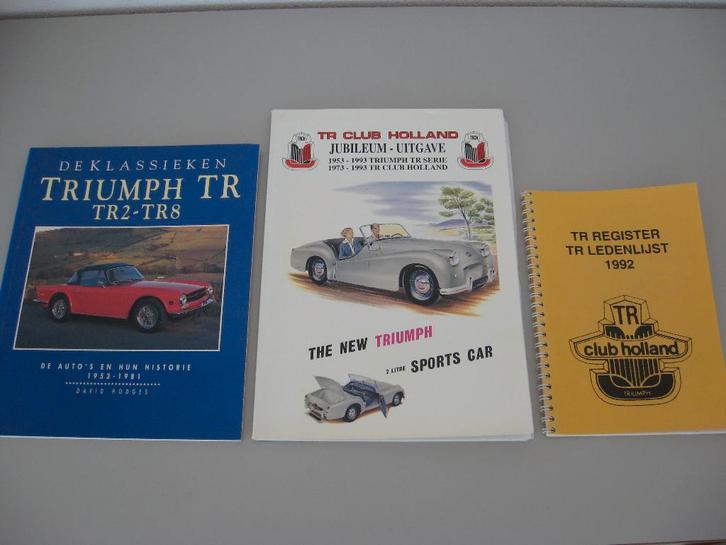 DE KLASSIEKEN
TRIUMPH TR
TR2-TR8
DE AUTO'S EN HUN HISTORIE
1953-1981
DAVID HODGES
TR CLUB HOLLAND
JUBILEUM - UITGAVE
1953 - 1993 TRIUMPH TR SERIE
1973 - 1993 TR CLUB HOLLAND
THE NEW TRIUMPH
2 LITRE SPORTS CAR
TR REGISTER
TR LEDENLIJST
1992
TR
club holland
TRIUMPH